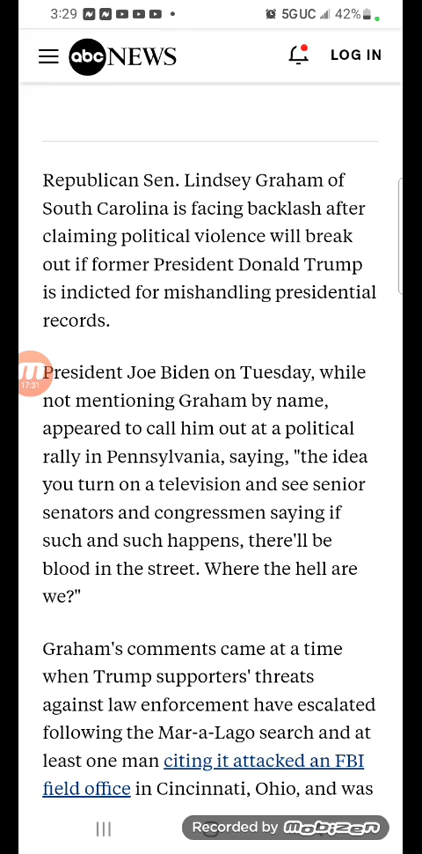 3:29
5G UC 42%
abc NEWS
LOG IN
Republican Sen. Lindsey Graham of
South Carolina is facing backlash after
claiming political violence will break
out if former President Donald Trump
is indicted for mishandling presidential
records.
17:31
President Joe Biden on Tuesday, while
not mentioning Graham by name,
appeared to call him out at a political
rally in Pennsylvania, saying, "the idea
you turn on a television and see senior
senators and congressmen saying if
such and such happens, there'll be
blood in the street. Where the hell are
we?"
Graham's comments came at a time
when Trump supporters' threats
against law enforcement have escalated
following the Mar-a-Lago search and at
least one man citing it attacked an FBI
field office in Cincinnati, Ohio, and was
Recorded by mobizen